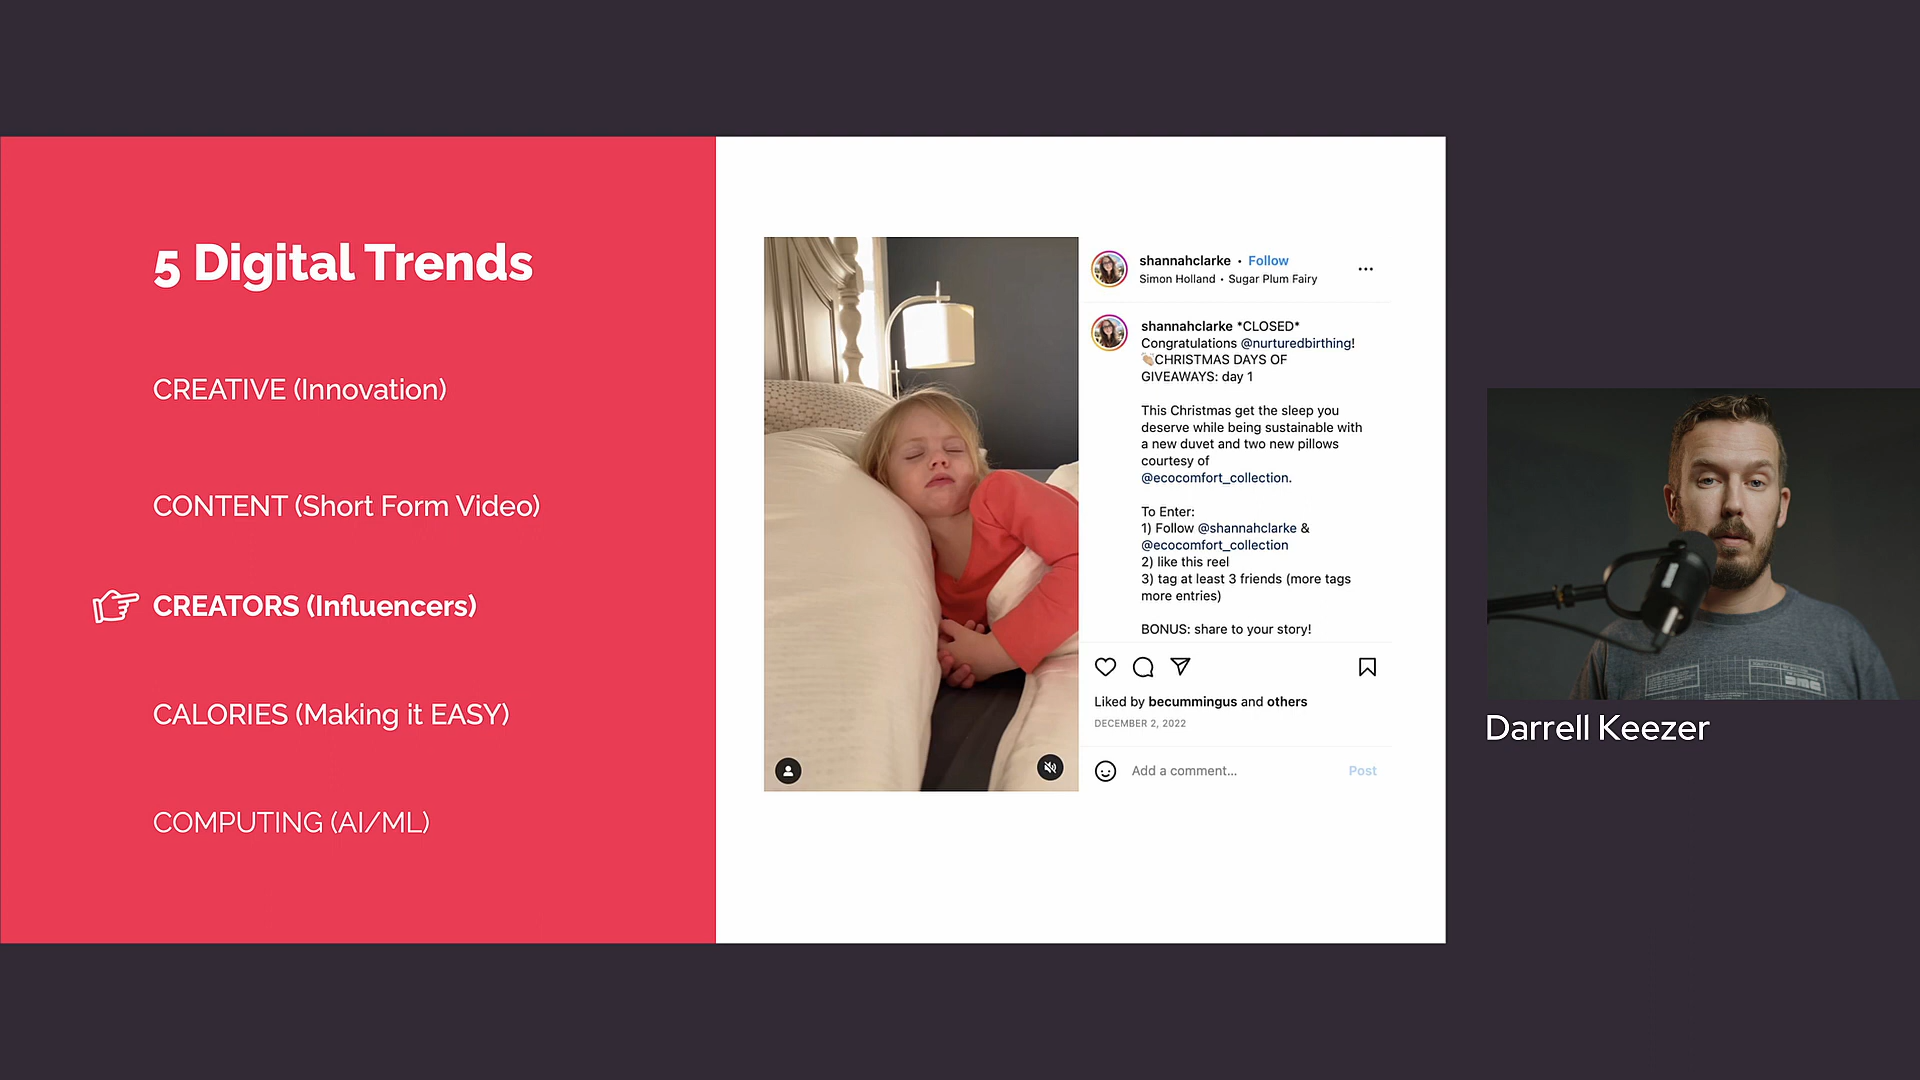 5 Digital Trends
CREATIVE (Innovation)
CONTENT (Short Form Video)
CREATORS (Influencers)
CALORIES (Making it EASY)
COMPUTING (AI/ML)
shannahclarke • Follow
Simon Holland • Sugar Plum Fairy
shannahclarke *CLOSED*
Congratulations @nurturedbirthing!
👏🏼CHRISTMAS DAYS OF
GIVEAWAYS: day 1
This Christmas get the sleep you
deserve while being sustainable with
a new duvet and two new pillows
courtesy of
@ecocomfort_collection.
To Enter:
1) Follow @shannahclarke &
@ecocomfort_collection
2) like this reel
3) tag at least 3 friends (more tags
more entries)
BONUS: share to your story!
Liked by becummingus and others
DECEMBER 2, 2022
Add a comment...
Post
Darrell Keezer